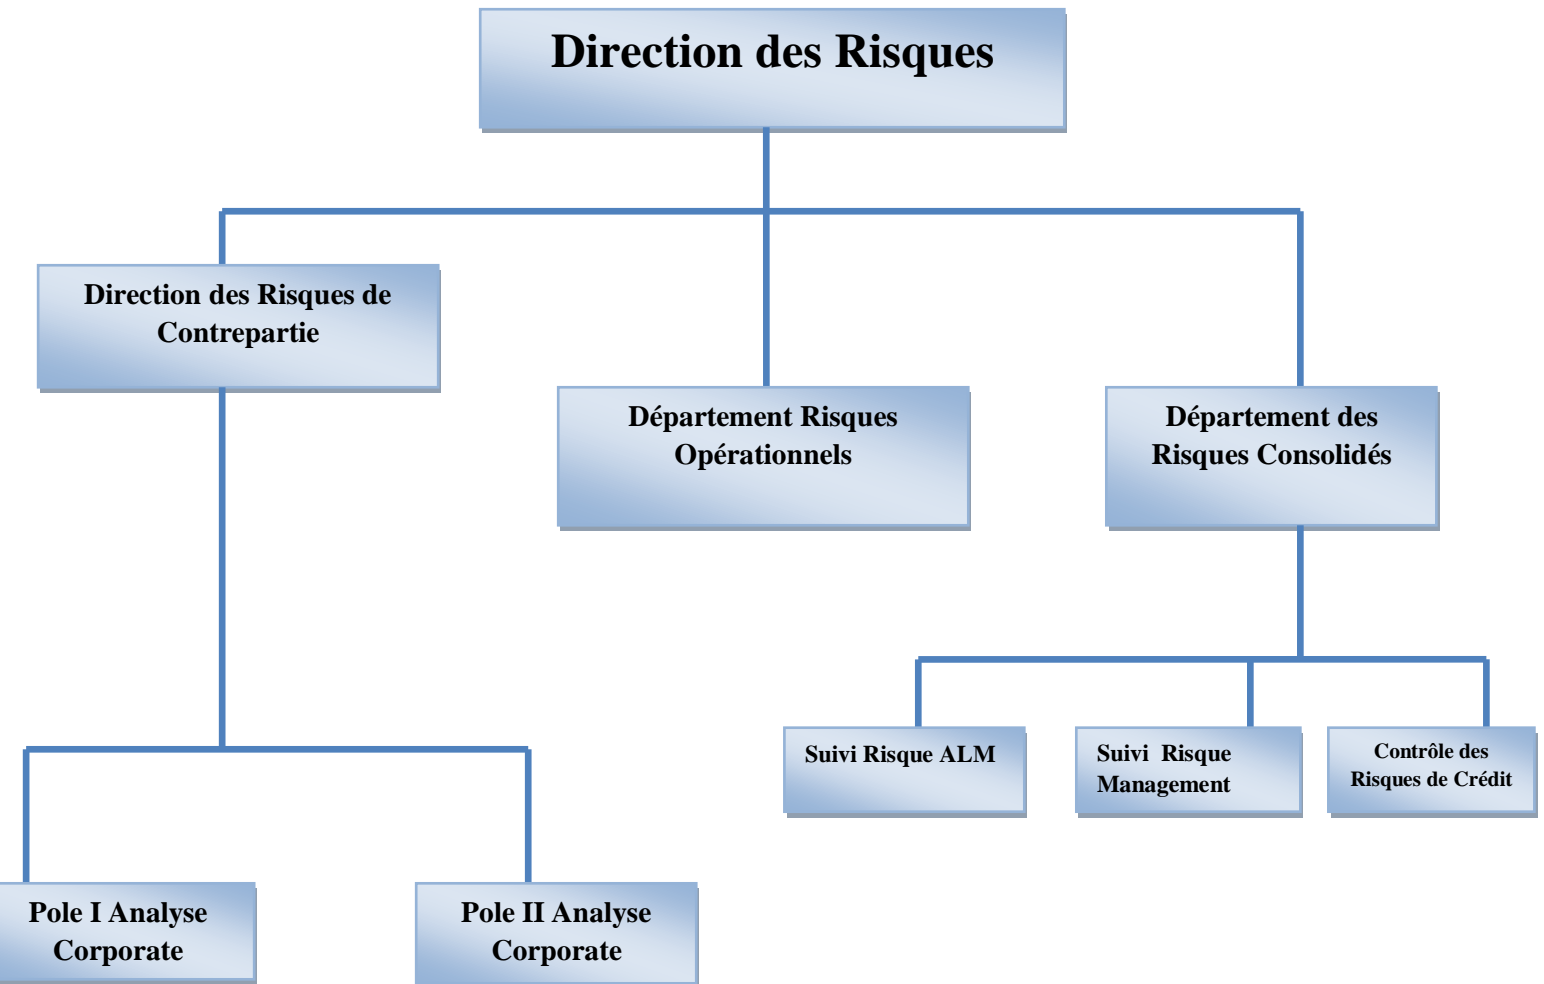 Direction des Risques
Direction des Risques de
Contrepartie
Département Risques
Opérationnels
Département des
Risques Consolidés
Suivi Risque ALM
Suivi  Risque
Management
Contrôle des
Risques de Crédit
Pole I Analyse
Corporate
Pole II Analyse
Corporate